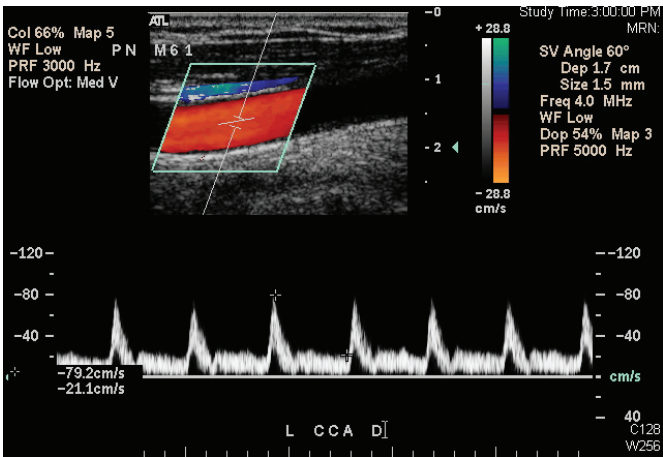 Study Time:3:00:00 PM
MRN:
Col 66% Map 5
WF Low
PRF 3000 Hz
Flow Opt: Med V
P N M 6 1
ATL
0
1
2
+ 28.8
- 28.8
cm/s
SV Angle 60°
Dep 1.7 cm
Size 1.5 mm
Freq 4.0 MHz
WF Low
Dop 54% Map 3
PRF 5000 Hz
-120
-80
-40
-79.2cm/s
-21.1cm/s
-120
-80
-40
cm/s
40
L CCA D
C128
W256